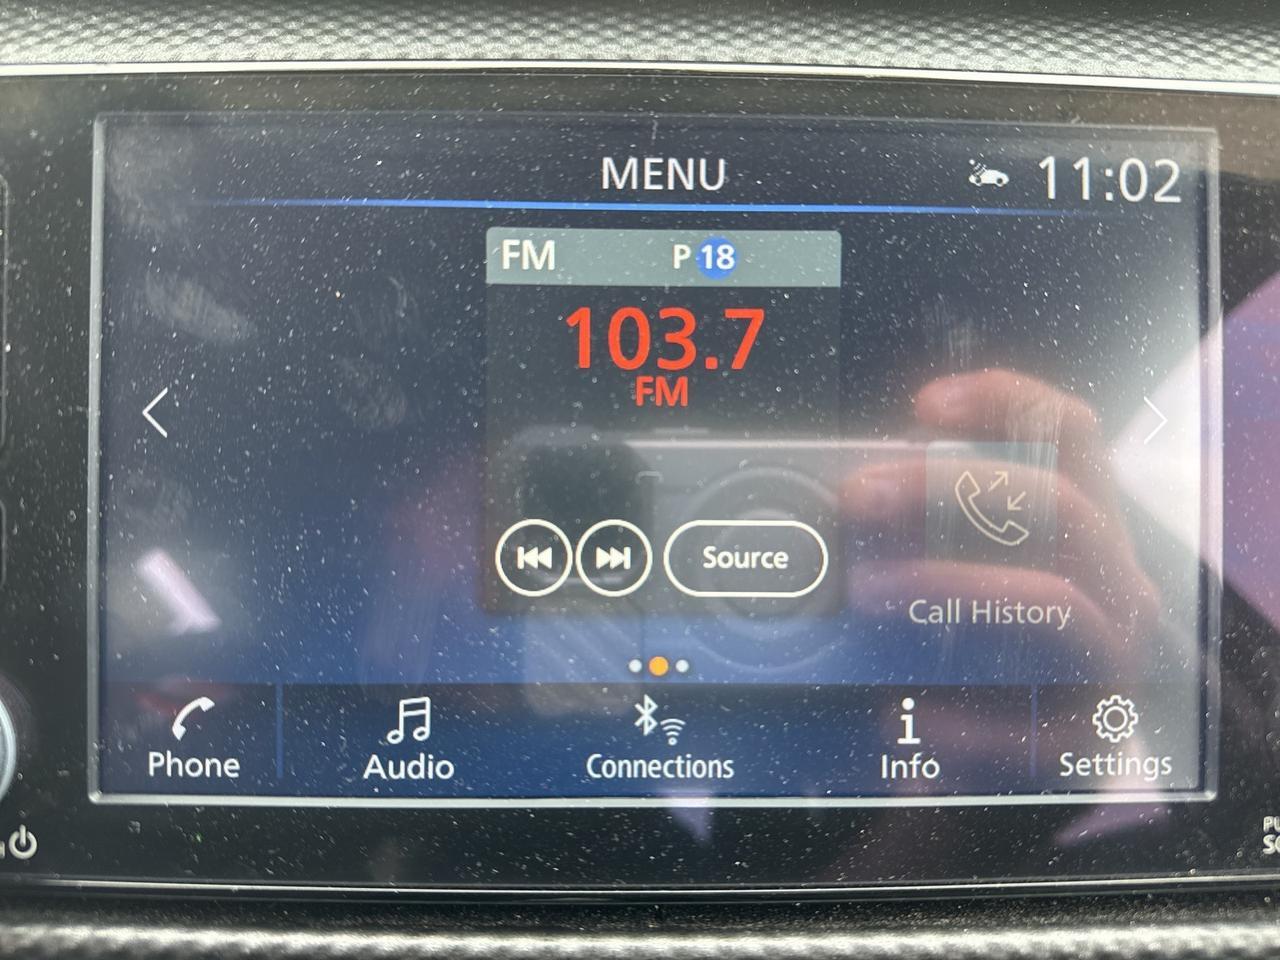 MENU
11:02
FM P 18
103.7
FM
Source
Call History
Phone Audio Connections Info Settings